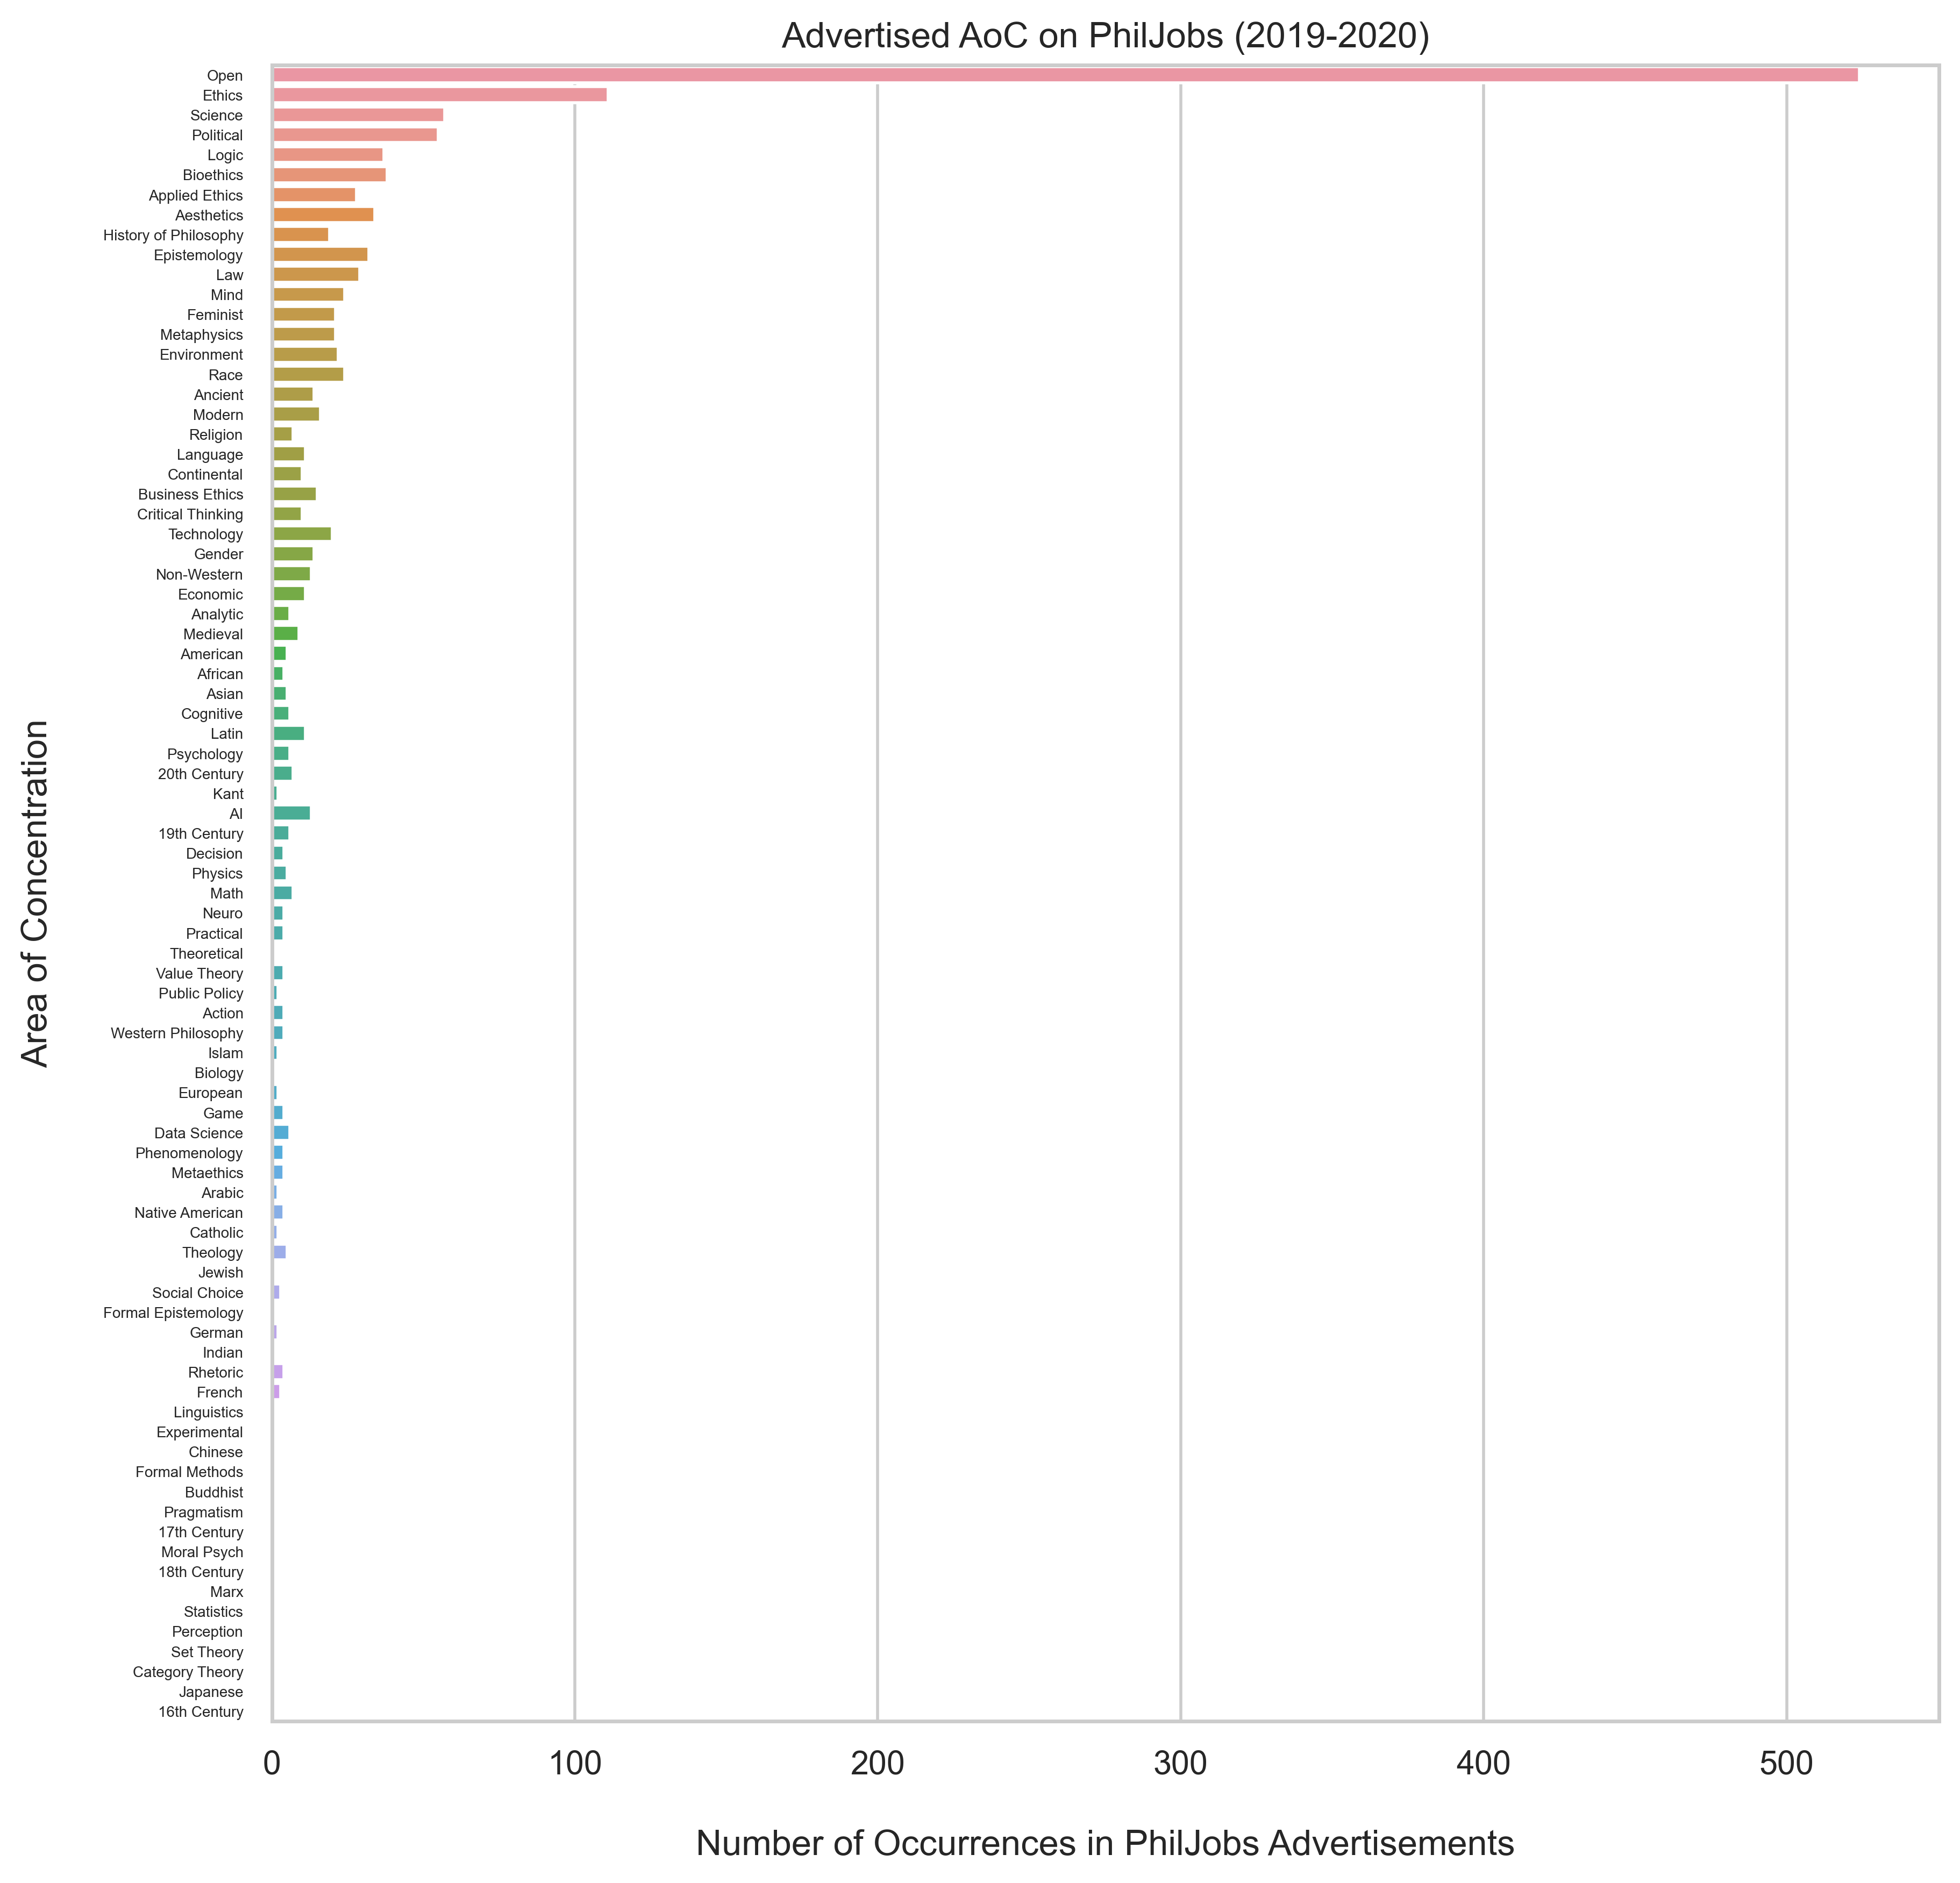 Advertised AoC on PhilJobs (2019-2020)
Open
Ethics
Science
Political
Logic
Bioethics
Applied Ethics
Aesthetics
History of Philosophy
Epistemology
Law
Mind
Feminist
Metaphysics
Environment
Race
Ancient
Modern
Religion
Language
Continental
Business Ethics
Critical Thinking
Technology
Gender
Non-Western
Economic
Analytic
Medieval
American
African
Asian
Cognitive
Latin
Psychology
20th Century
Kant
AI
19th Century
Decision
Physics
Math
Neuro
Practical
Theoretical
Value Theory
Public Policy
Action
Western Philosophy
Islam
Biology
European
Game
Data Science
Phenomenology
Metaethics
Arabic
Native American
Catholic
Theology
Jewish
Social Choice
Formal Epistemology
German
Indian
Rhetoric
French
Linguistics
Experimental
Chinese
Formal Methods
Buddhist
Pragmatism
17th Century
Moral Psych
18th Century
Marx
Statistics
Perception
Set Theory
Category Theory
Japanese
16th Century
Area of Concentration
0 100 200 300 400 500
Number of Occurrences in PhilJobs Advertisements